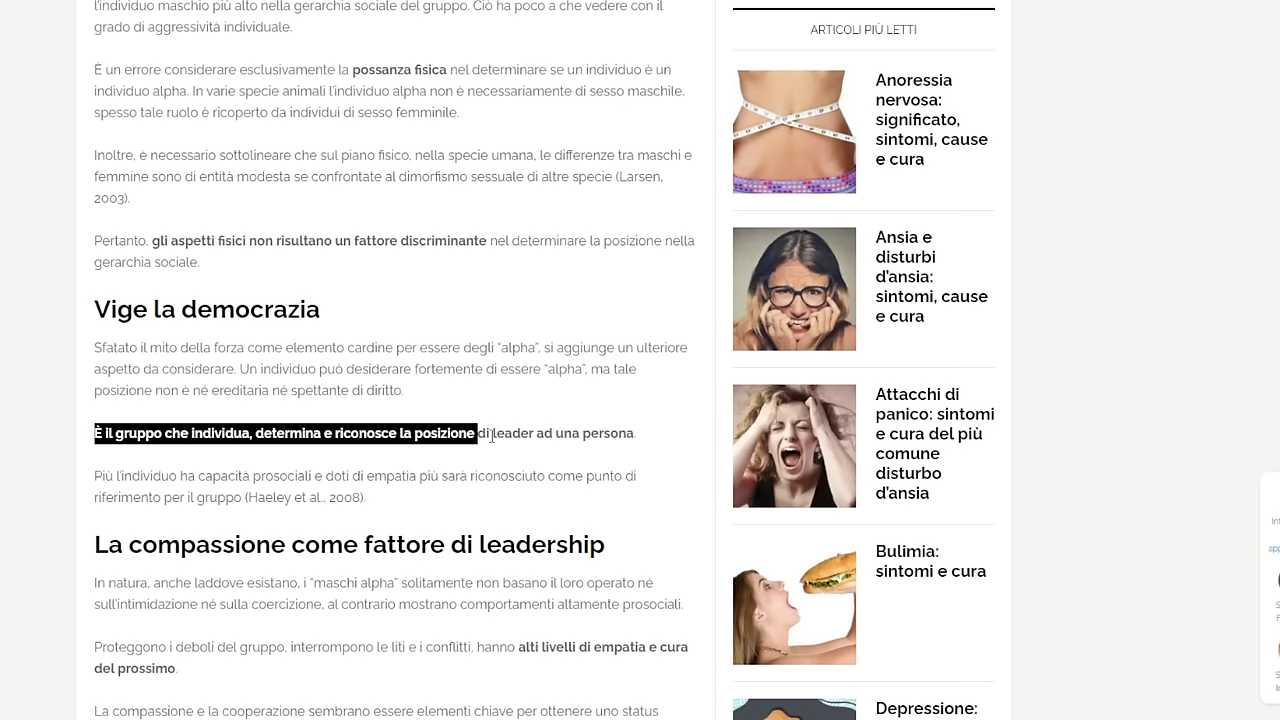 l'individuo maschio più alto nella gerarchia sociale del gruppo. Ciò ha poco a che vedere con il
grado di aggressività individuale.
È un errore considerare esclusivamente la possanza fisica nel determinare se un individuo è un
individuo alpha. In varie specie animali l'individuo alpha non è necessariamente di sesso maschile,
spesso tale ruolo è ricoperto da individui di sesso femminile.
Inoltre, è necessario sottolineare che sul piano fisico, nella specie umana, le differenze tra maschi e
femmine sono di entità modesta se confrontate al dimorfismo sessuale di altre specie (Larsen,
2003).
Pertanto, gli aspetti fisici non risultano un fattore discriminante nel determinare la posizione nella
gerarchia sociale.
Vige la democrazia
Sfatato il mito della forza come elemento cardine per essere degli “alpha”, si aggiunge un ulteriore
aspetto da considerare. Un individuo può desiderare fortemente di essere “alpha”, ma tale
posizione non è né ereditaria né spettante di diritto.
È il gruppo che individua, determina e riconosce la posizione di leader ad una persona.
Più l'individuo ha capacità prosociali e doti di empatia più sarà riconosciuto come punto di
riferimento per il gruppo (Haeley et al., 2008).
La compassione come fattore di leadership
In natura, anche laddove esistano, i “maschi alpha” solitamente non basano il loro operato né
sull'intimidazione né sulla coercizione, al contrario mostrano comportamenti altamente prosociali.
Proteggono i deboli del gruppo, interrompono le liti e i conflitti, hanno alti livelli di empatia e cura
del prossimo.
La compassione e la cooperazione sembrano essere elementi chiave per ottenere uno status
ARTICOLI PIÙ LETTI
Anoressia
nervosa:
significato,
sintomi, cause
e cura
Ansia e
disturbi
d'ansia:
sintomi, cause
e cura
Attacchi di
panico: sintomi
e cura del più
comune
disturbo
d'ansia
Bulimia:
sintomi e cura
Depressione: